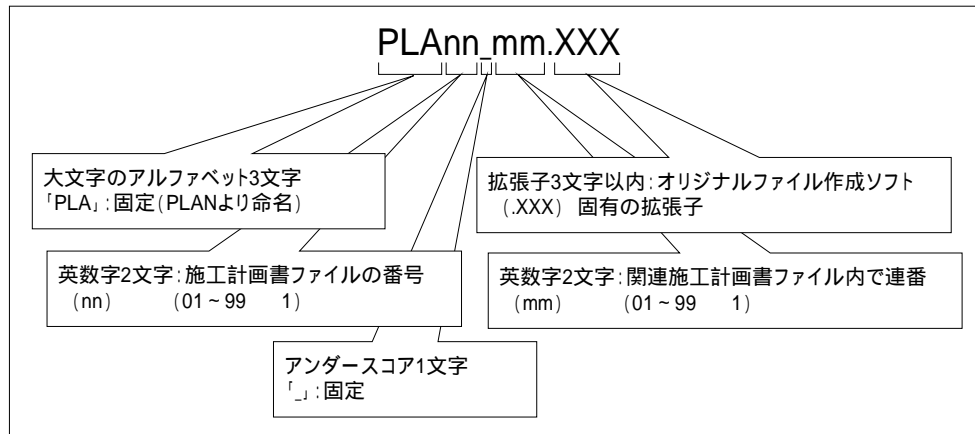 PLAnn_mm.XXX
大文字のアルファベット3文字
「PLA」:固定(PLANより命名)
拡張子3文字以内:オリジナルファイル作成ソフト
(.XXX) 固有の拡張子
英数字2文字:施工計画書ファイルの番号
(nn) (01~99 1)
英数字2文字:関連施工計画書ファイル内で連番
(mm) (01~99 1)
アンダースコア1文字
「_」:固定